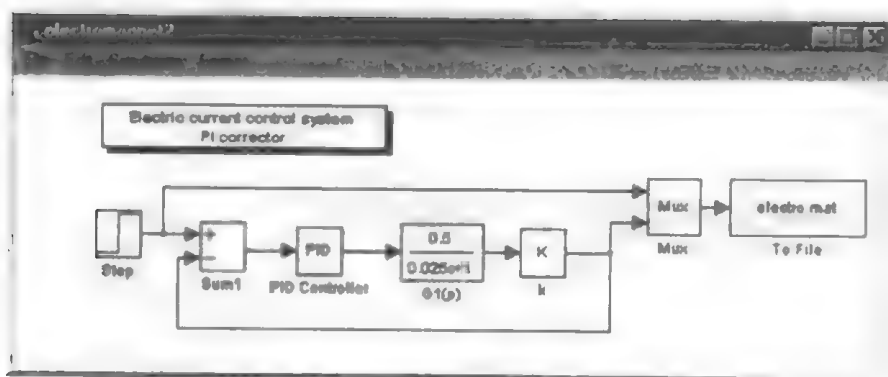 Electric current control system
PI corrector
Step
+
−
Sum1
PID
PID Controller
0.5
0.025s+1
G1(p)
K
k
Mux
Mux
electro mat
To File